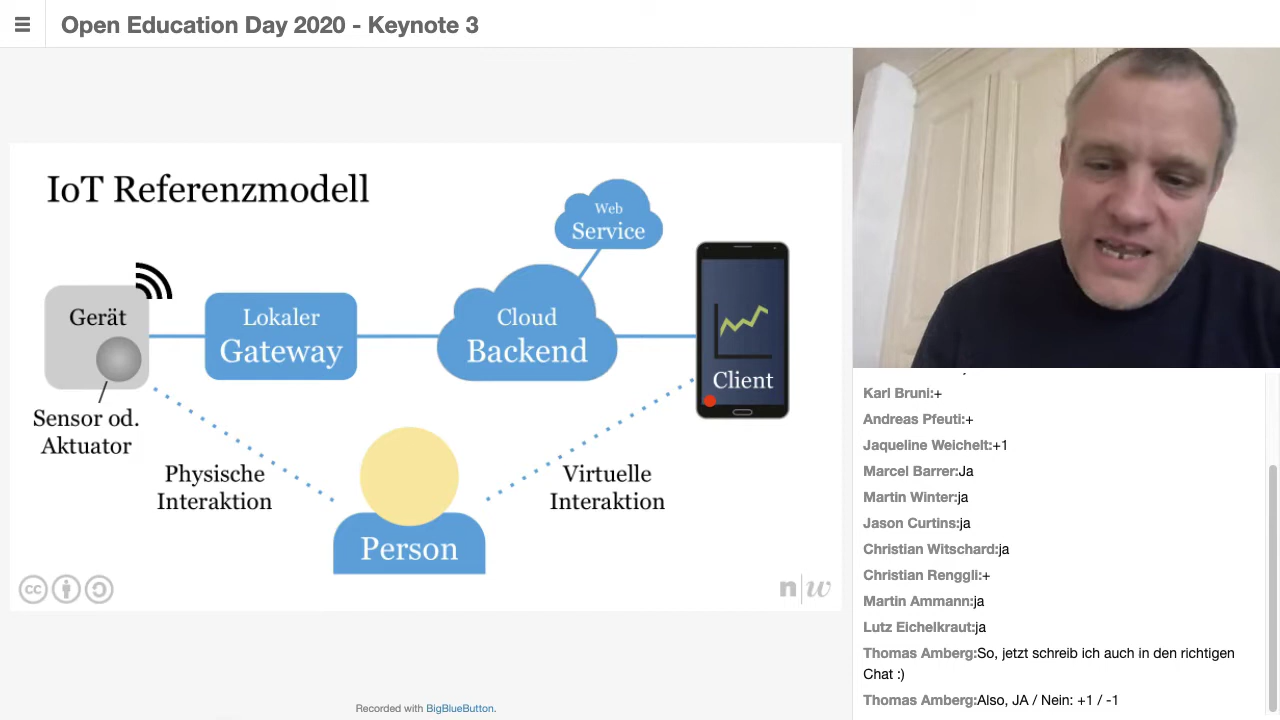 Open Education Day 2020 - Keynote 3
IoT Referenzmodell
Web
Service
Gerät
Lokaler
Gateway
Cloud
Backend
Client
Sensor od.
Aktuator
Physische
Interaktion
Virtuelle
Interaktion
Person
cc
n|w
Recorded with BigBlueButton.
Karl Bruni:+
Andreas Pfeuti:+
Jaqueline Weichelt:+1
Marcel Barrer:Ja
Martin Winter:ja
Jason Curtins:ja
Christian Witschard:ja
Christian Renggli:+
Martin Ammann:ja
Lutz Eichelkraut:ja
Thomas Amberg:So, jetzt schreib ich auch in den richtigen
Chat :)
Thomas Amberg:Also, JA / Nein: +1 / -1